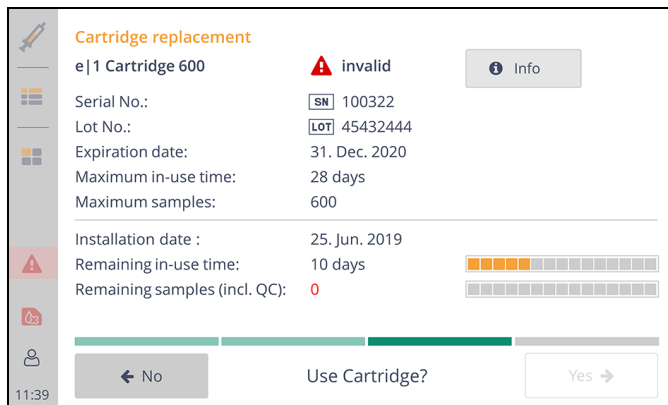 Cartridge replacement
e|1 Cartridge 600 invalid Info
Serial No.: SN 100322
Lot No.: LOT 45432444
Expiration date: 31. Dec. 2020
Maximum in-use time: 28 days
Maximum samples: 600
Installation date : 25. Jun. 2019
Remaining in-use time: 10 days
Remaining samples (incl. QC): 0
No Use Cartridge? Yes
11:39